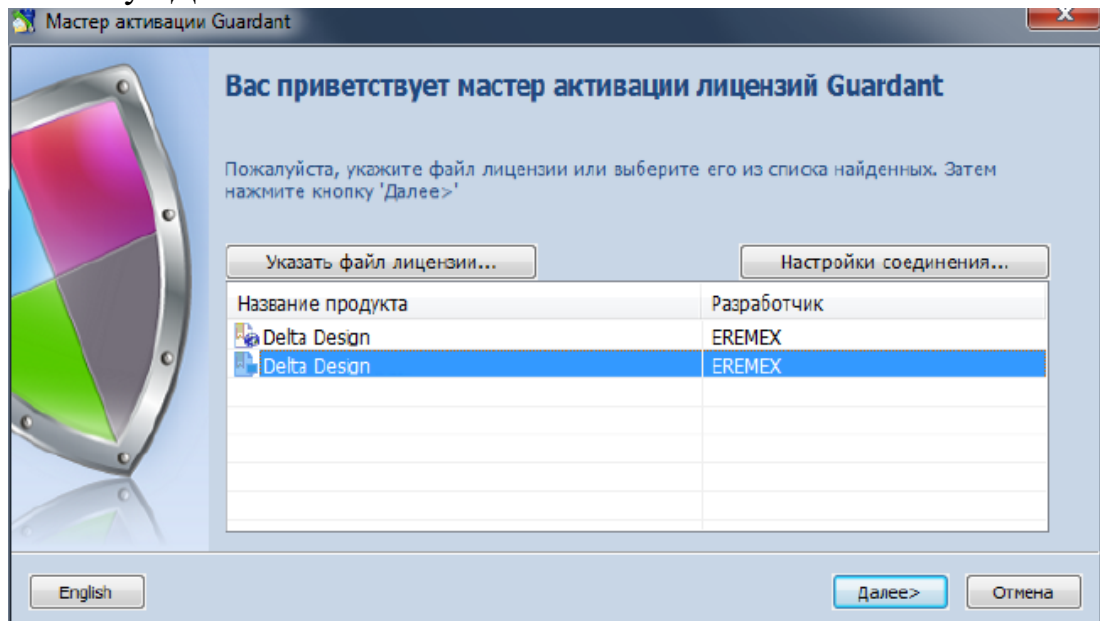 Мастер активации Guardant
Вас приветствует мастер активации лицензий Guardant
Пожалуйста, укажите файл лицензии или выберите его из списка найденных. Затем
нажмите кнопку 'Далее>'
Указать файл лицензии... Настройки соединения...
Название продукта Разработчик
Delta Design EREMEX
Delta Design EREMEX
English Далее> Отмена